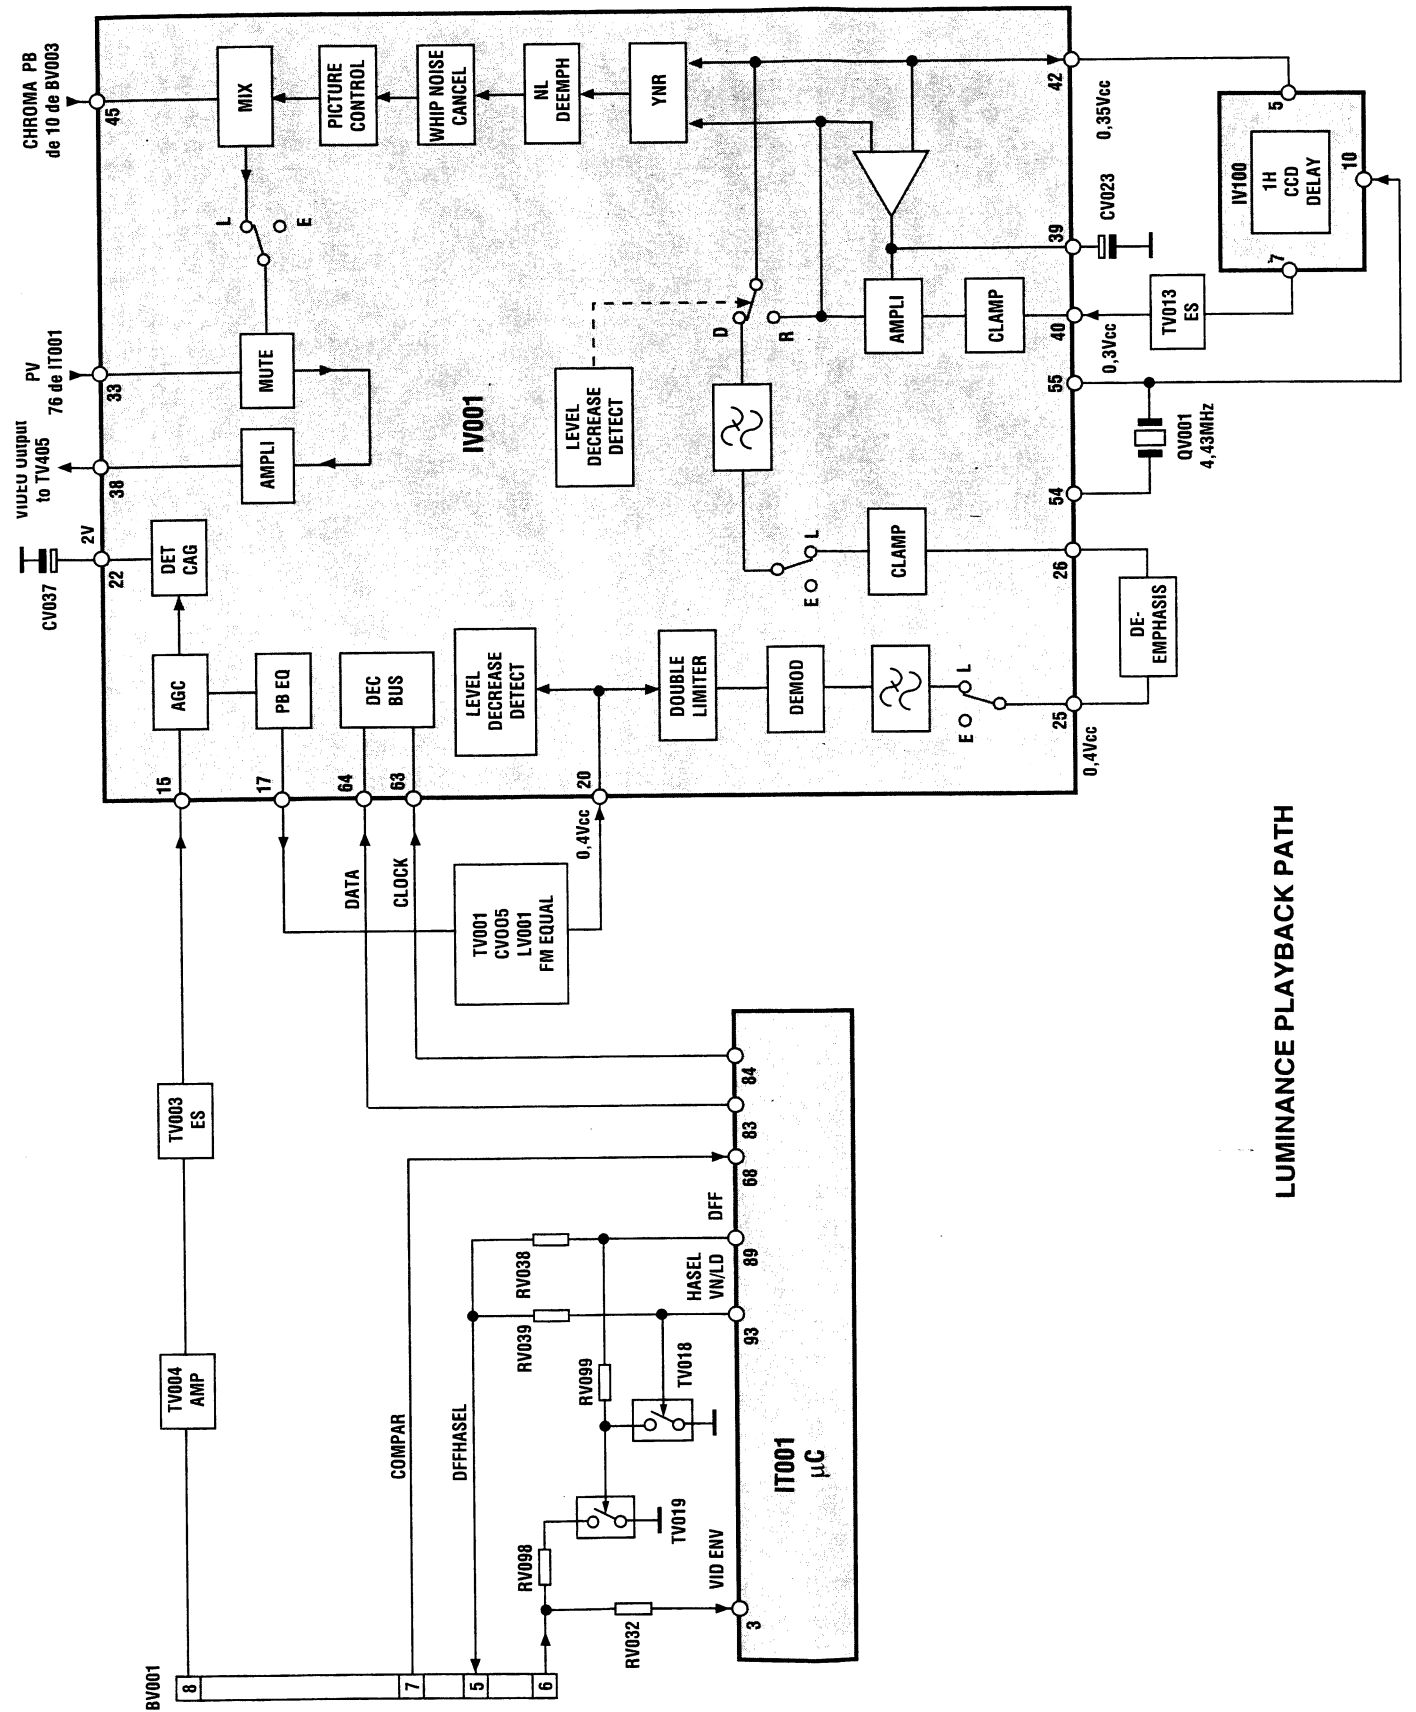 BV001
8
7
5
6
TV004
AMP
TV003
ES
COMPAR
DFFHASEL
RV098
RV032
VID ENV
3
TV019
RV099
TV018
RV039
RV038
HASEL
VN/LD
DFF
93
89
68
83
84
IT001
µC
DATA
CLOCK
TV001
CVOO5
LV001
FM EQUAL
0,4Vcc
15
17
64
63
20
AGC
DET
CAG
PB EQ
DEC
BUS
LEVEL
DECREASE
DETECT
DOUBLE
LIMITER
DEMOD
E
L
25
0,4Vcc
DE-
EMPHASIS
26
CLAMP
E
L
CV037
22
2V
VIDEO Output
to TV405
38
AMPLI
PV
76 de IT001
33
MUTE
IV001
LEVEL
DECREASE
DETECT
D
R
L
E
CHROMA PB
de 10 de BV003
45
MIX
PICTURE
CONTROL
WHIP NOISE
CANCEL
NL
DEEMPH
YNR
AMPLI
CLAMP
54
55
QV001
4,43MHz
40
0,3Vcc
TV013
ES
39
CV023
42
0,35Vcc
5
7
10
IV100
1H
CCD
DELAY
LUMINANCE PLAYBACK PATH